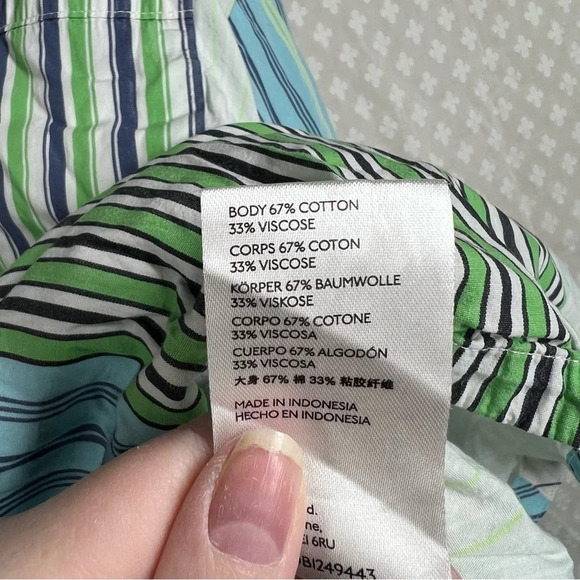 BODY 67% COTTON
33% VISCOSE
CORPS 67% COTON
33% VISCOSE
KÖRPER 67% BAUMWOLLE
33% VISKOSE
CORPO 67% COTONE
33% VISCOSA
CUERPO 67% ALGODÓN
33% VISCOSA
大身 67% 棉 33% 粘胶纤维
MADE IN INDONESIA
HECHO EN INDONESIA
6RU
1249443